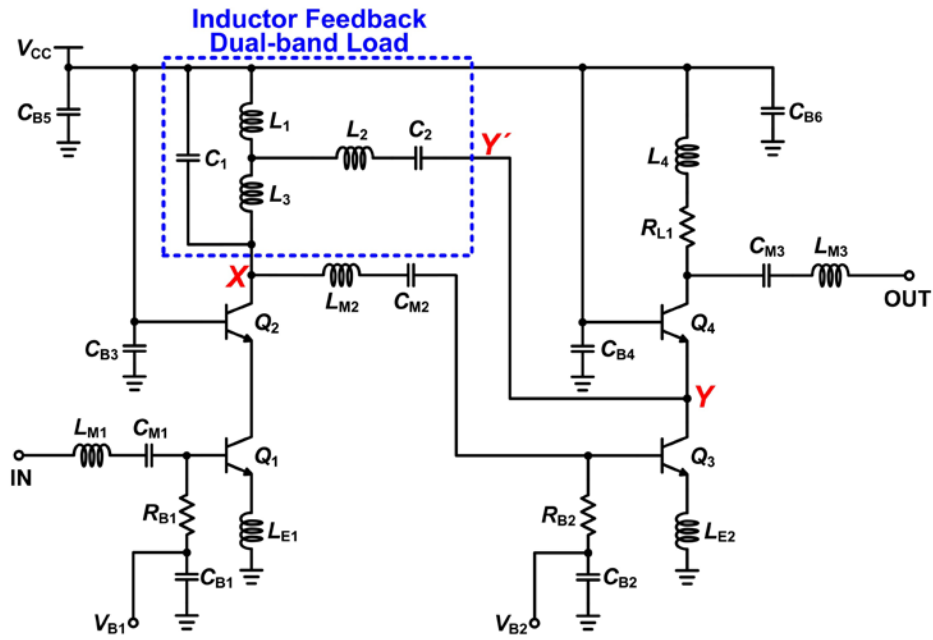 Inductor Feedback
Dual-band Load
VCC
CB5
C1
L1
L2
C2
Y´
L3
CB6
L4
RL1
CM3
LM3
OUT
X
LM2
CM2
Q2
CB3
Q4
CB4
Y
LM1
CM1
IN
Q1
Q3
RB1
LE1
RB2
LE2
CB1
VB1
CB2
VB2